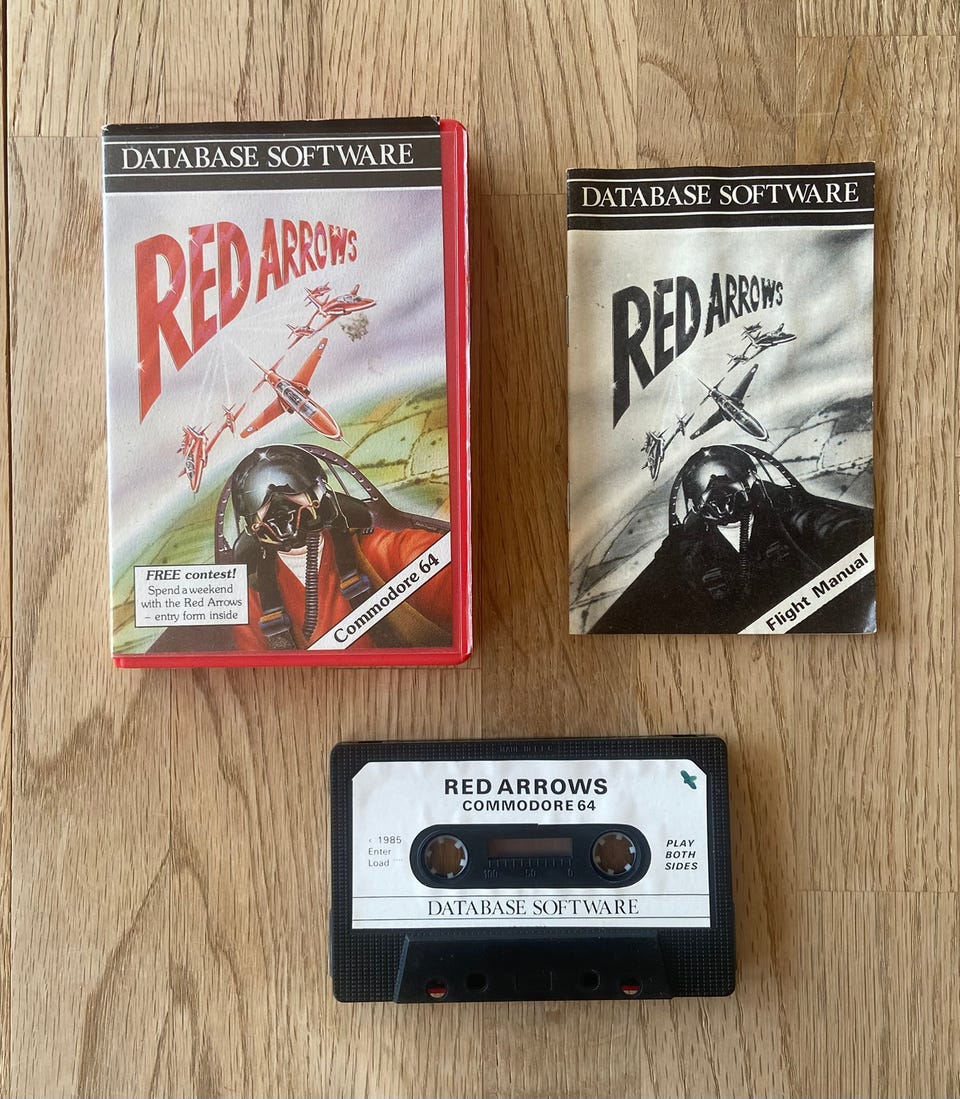 DATABASE SOFTWARE
RED ARROWS
FREE contest!
Spend a weekend
with the Red Arrows
– entry form inside
Commodore 64
DATABASE SOFTWARE
RED ARROWS
Flight Manual
RED ARROWS
COMMODORE 64
1985
Enter
Load
PLAY
BOTH
SIDES
100 50 0
DATABASE SOFTWARE